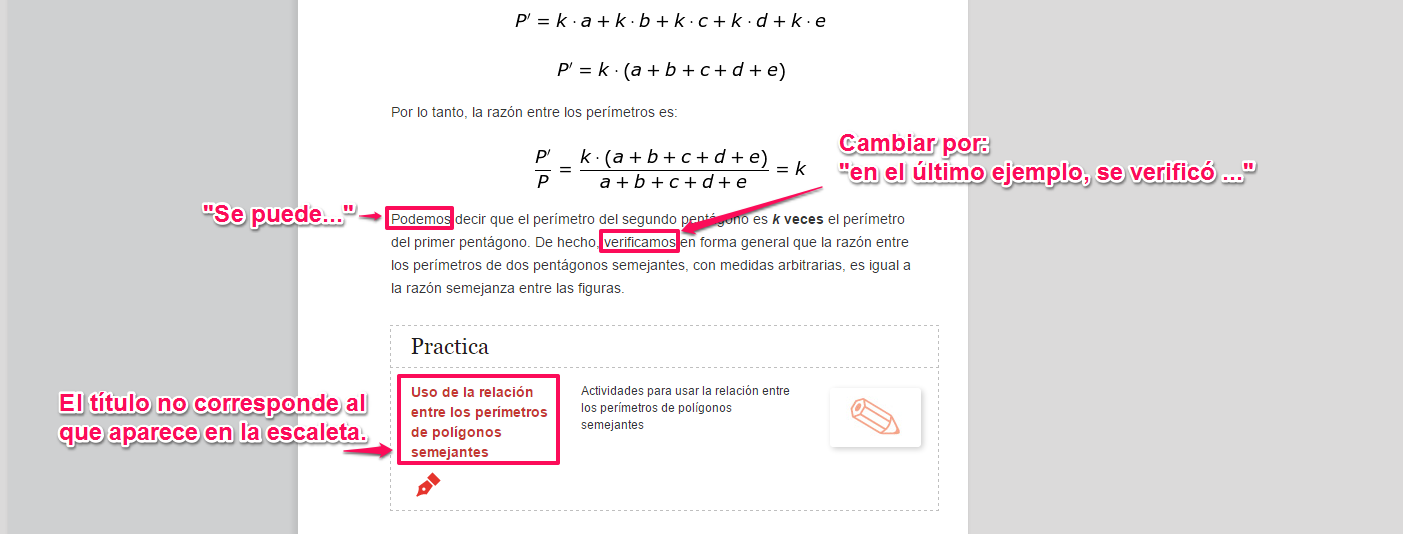 P′ = k · a + k · b + k · c + k · d + k · e
P′ = k · (a + b + c + d + e)
Por lo tanto, la razón entre los perímetros es:
P′/P = k · (a + b + c + d + e)/a + b + c + d + e = k
Cambiar por:
"en el último ejemplo, se verificó ..."
"Se puede..."
Podemos decir que el perímetro del segundo pentágono es k veces el perímetro
del primer pentágono. De hecho, verificamos en forma general que la razón entre
los perímetros de dos pentágonos semejantes, con medidas arbitrarias, es igual a
la razón semejanza entre las figuras.
Practica
El título no corresponde al
que aparece en la escaleta.
Uso de la relación
entre los perímetros
de polígonos
semejantes
Actividades para usar la relación entre
los perímetros de polígonos
semejantes